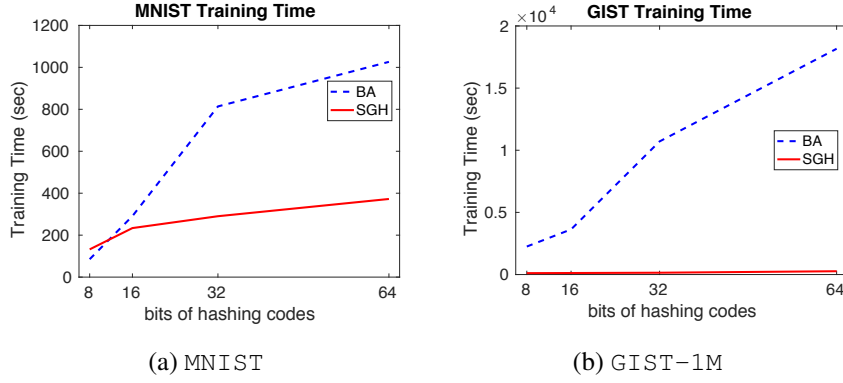 MNIST Training Time
1200
1000
800
600
400
200
0
Training Time (sec)
BA
SGH
8 16 32 64
bits of hashing codes
(a) MNIST
GIST Training Time
× 10^4
2
1.5
1
0.5
0
Training Time (sec)
BA
SGH
8 16 32 64
bits of hashing codes
(b) GIST-1M